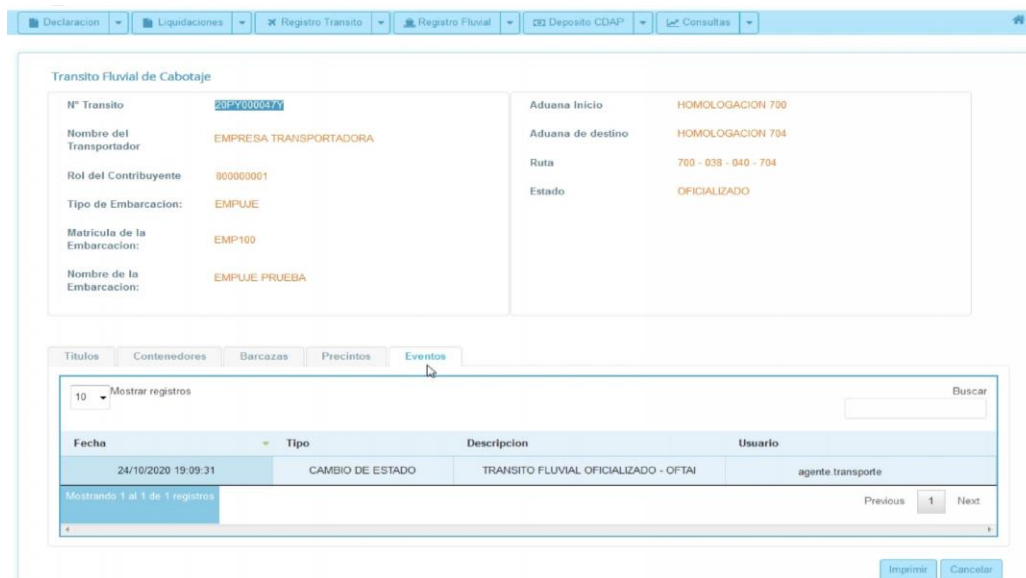 Declaracion Liquidaciones Registro Transito Registro Fluvial Deposito CDAP Consultas
Transito Fluvial de Cabotaje
N° Transito 20PY000047Y
Nombre del Transportador EMPRESA TRANSPORTADORA
Rol del Contribuyente 800000001
Tipo de Embarcacion: EMPUJE
Matricula de la Embarcacion: EMP100
Nombre de la Embarcacion: EMPUJE PRUEBA
Aduana Inicio HOMOLOGACION 700
Aduana de destino HOMOLOGACION 704
Ruta 700 - 038 - 040 - 704
Estado OFICIALIZADO
Titulos Contenedores Barcazas Precintos Eventos
10 Mostrar registros Buscar
Fecha Tipo Descripcion Usuario
24/10/2020 19:09:31 CAMBIO DE ESTADO TRANSITO FLUVIAL OFICIALIZADO - OFTAI agente.transporte
Mostrando 1 al 1 de 1 registros Previous 1 Next
Imprimir Cancelar